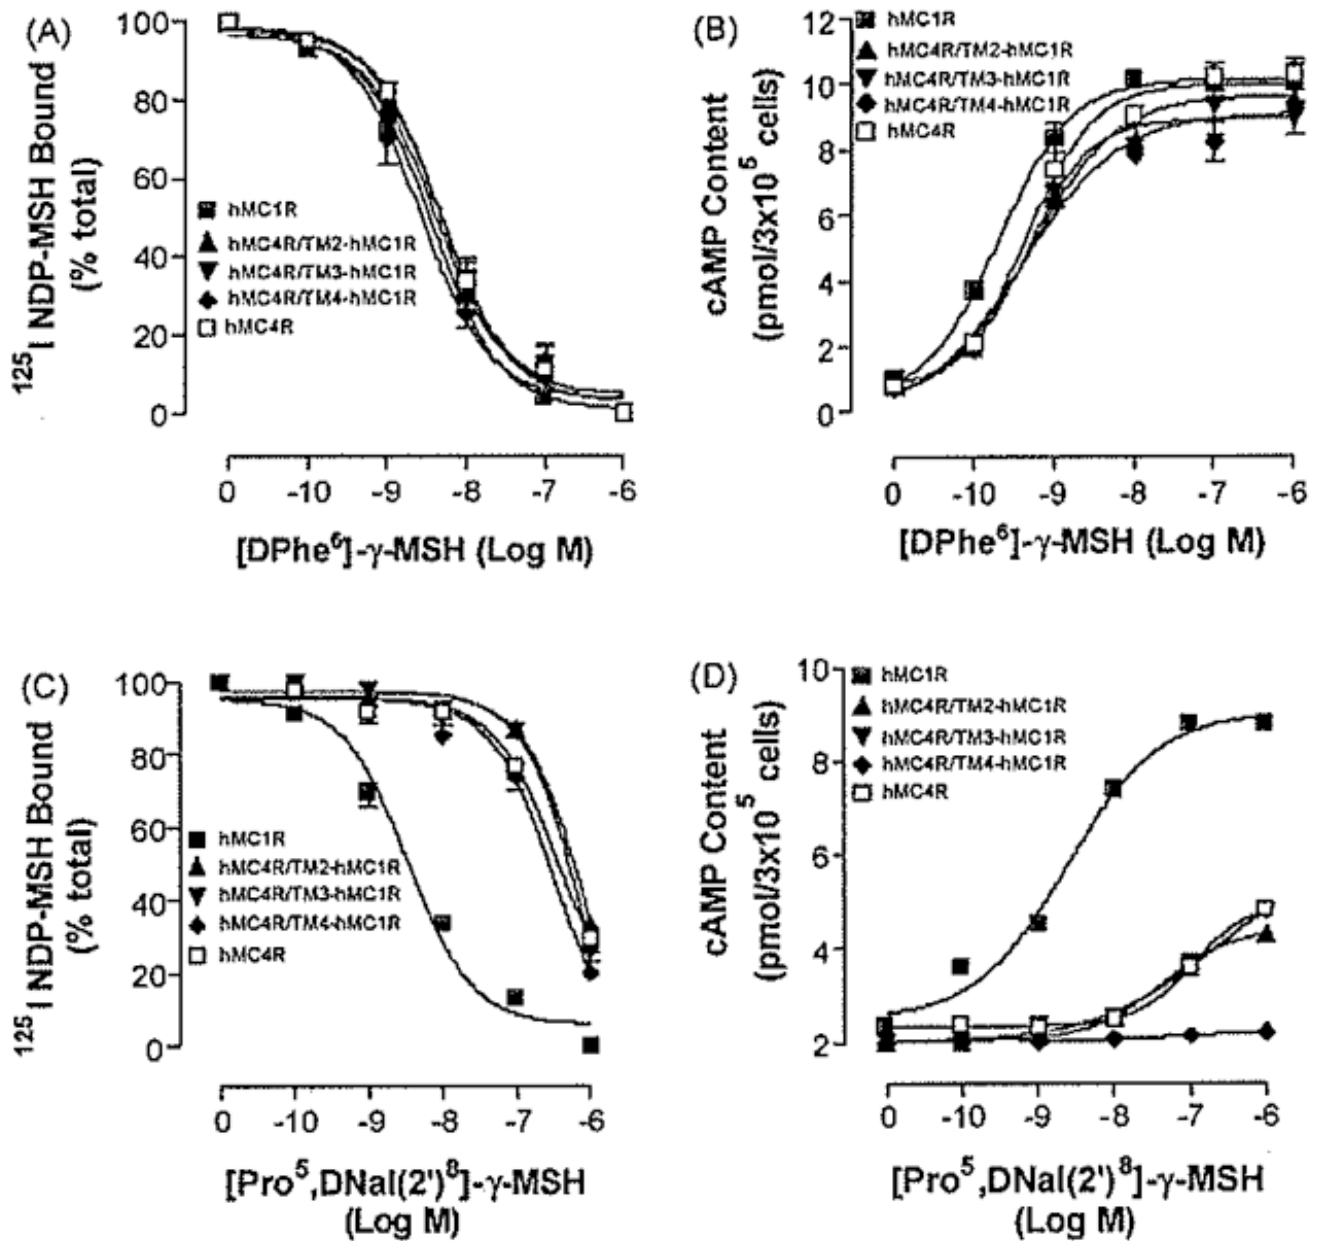 (A)
¹²⁵I NDP-MSH Bound
(% total)
100
80
60
40
20
0
hMC1R
hMC4R/TM2-hMC1R
hMC4R/TM3-hMC1R
hMC4R/TM4-hMC1R
hMC4R
0 -10 -9 -8 -7 -6
[DPhe⁶]-γ-MSH (Log M)
(B)
cAMP Content
(pmol/3x10⁵ cells)
12
10
8
6
4
2
0
hMC1R
hMC4R/TM2-hMC1R
hMC4R/TM3-hMC1R
hMC4R/TM4-hMC1R
hMC4R
0 -10 -9 -8 -7 -6
[DPhe⁶]-γ-MSH (Log M)
(C)
¹²⁵I NDP-MSH Bound
(% total)
100
80
60
40
20
0
hMC1R
hMC4R/TM2-hMC1R
hMC4R/TM3-hMC1R
hMC4R/TM4-hMC1R
hMC4R
0 -10 -9 -8 -7 -6
[Pro⁵,DNal(2')⁸]-γ-MSH
(Log M)
(D)
cAMP Content
(pmol/3x10⁵ cells)
10
8
6
4
2
hMC1R
hMC4R/TM2-hMC1R
hMC4R/TM3-hMC1R
hMC4R/TM4-hMC1R
hMC4R
0 -10 -9 -8 -7 -6
[Pro⁵,DNal(2')⁸]-γ-MSH
(Log M)